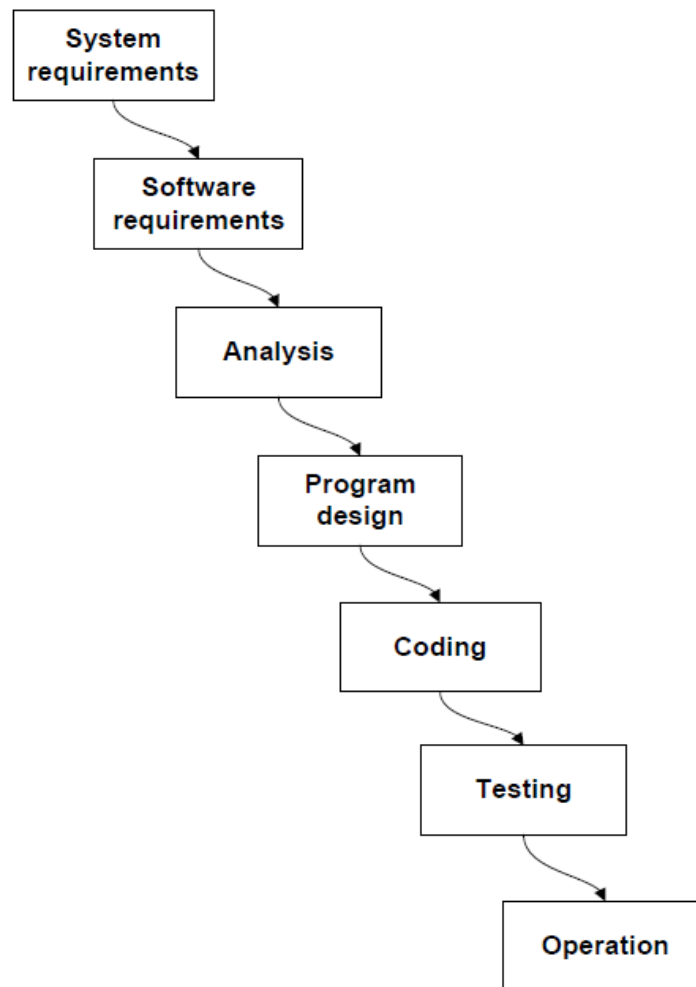 System
requirements
Software
requirements
Analysis
Program
design
Coding
Testing
Operation